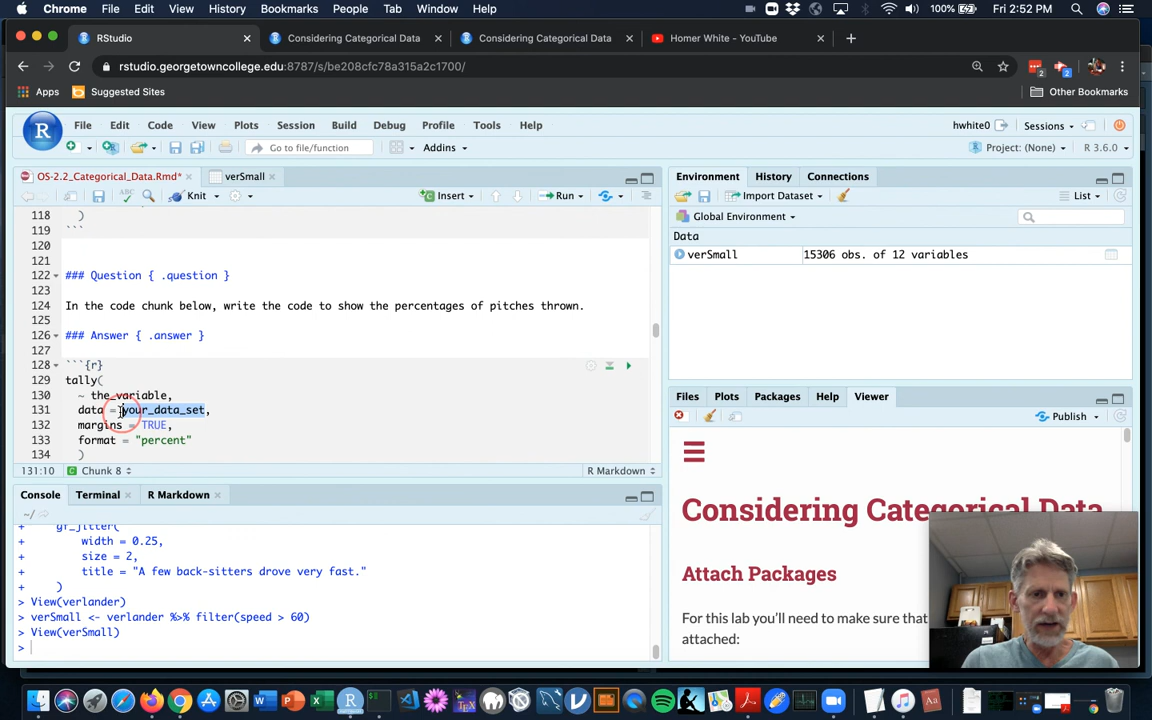 Chrome File Edit View History Bookmarks People Tab Window Help 100% Fri 2:52 PM
RStudio Considering Categorical Data Considering Categorical Data Homer White - YouTube
rstudio.georgetowncollege.edu:8787/s/be208cfc78a315a2c1700/
Apps Suggested Sites Other Bookmarks
File Edit Code View Plots Session Build Debug Profile Tools Help hwhite0 Sessions
Go to file/function Addins Project: (None) R 3.6.0
OS-2.2_Categorical_Data.Rmd* verSmall
Knit Insert Run
118 )
119 ```
120
121
122 ### Question { .question }
123
124 In the code chunk below, write the code to show the percentages of pitches thrown.
125
126 ### Answer { .answer }
127
128 ```{r}
129 tally(
130 ~ the_variable,
131 data = your_data_set,
132 margins = TRUE,
133 format = "percent"
134 )
131:10 Chunk 8 R Markdown
Console Terminal R Markdown
~/
+ gf_jitter(
+ width = 0.25,
+ size = 2,
+ title = "A few back-sitters drove very fast."
+ )
> View(verlander)
> verSmall <- verlander %>% filter(speed > 60)
> View(verSmall)
>
Environment History Connections
Import Dataset List
Global Environment
Data
verSmall 15306 obs. of 12 variables
Files Plots Packages Help Viewer
Publish
Considering Categorical Data
Attach Packages
For this lab you'll need to make sure that
attached: